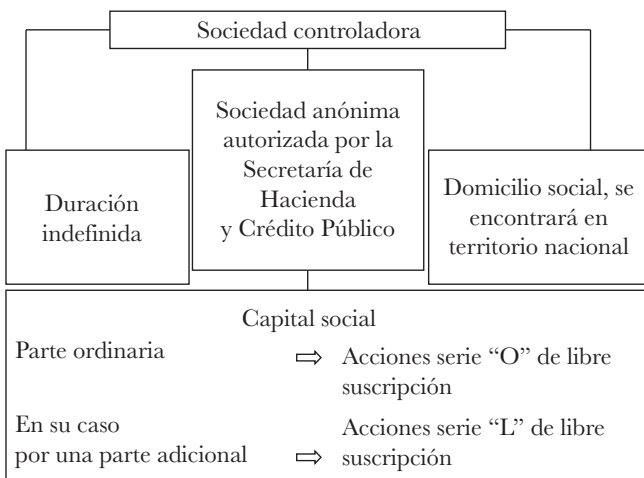 Sociedad controladora
Sociedad anónima
autorizada por la
Secretaría de
Hacienda
y Crédito Público
Duración
indefinida
Domicilio social, se
encontrará en
territorio nacional
Capital social
Parte ordinaria ⇨ Acciones serie “O” de libre
suscripción
En su caso
por una parte adicional ⇨ Acciones serie “L” de libre
suscripción